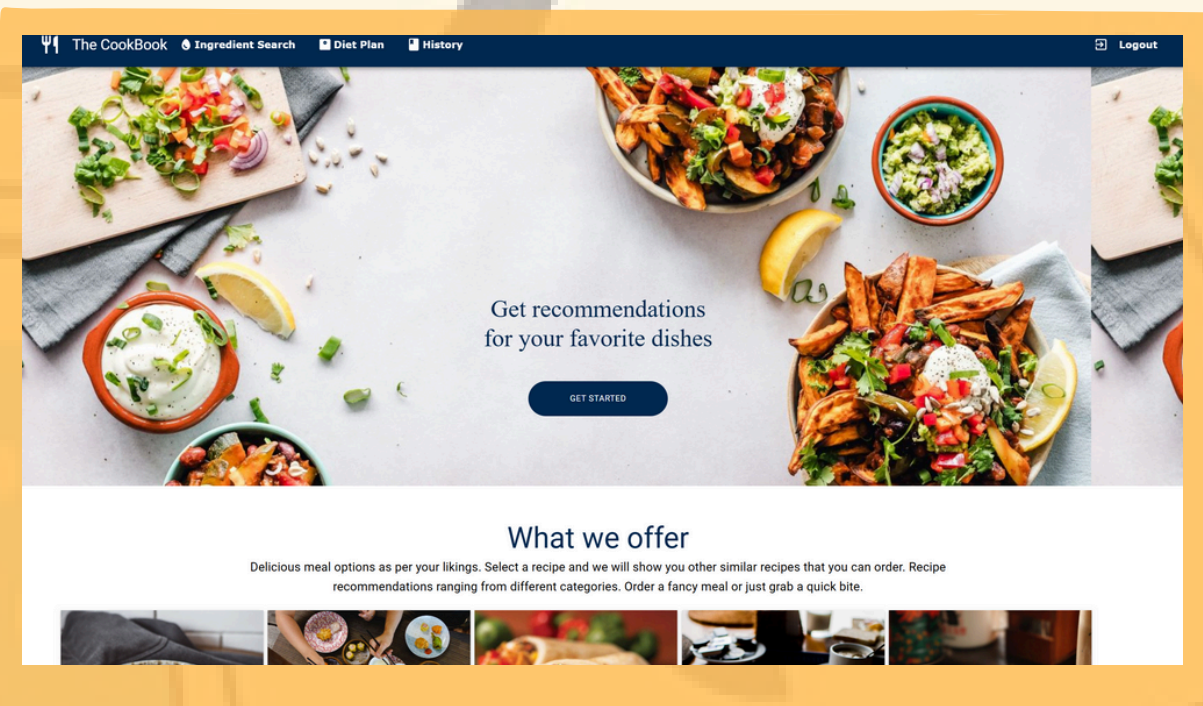 The CookBook Ingredient Search Diet Plan History Logout
Get recommendations
for your favorite dishes
GET STARTED
What we offer
Delicious meal options as per your likings. Select a recipe and we will show you other similar recipes that you can order. Recipe
recommendations ranging from different categories. Order a fancy meal or just grab a quick bite.